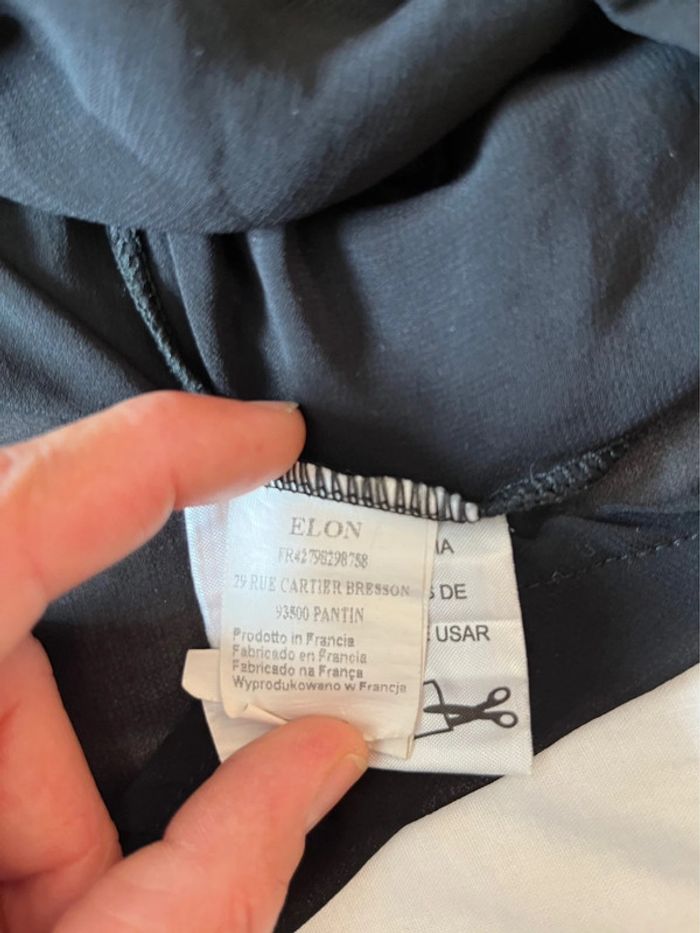 ELON
FR42798298758
29 RUE CARTIER BRESSON
93500 PANTIN
Prodotto in Francia
Fabricado en Francia
Fabricado na França
Wyprodukowano w Francja
IA
S DE
USAR